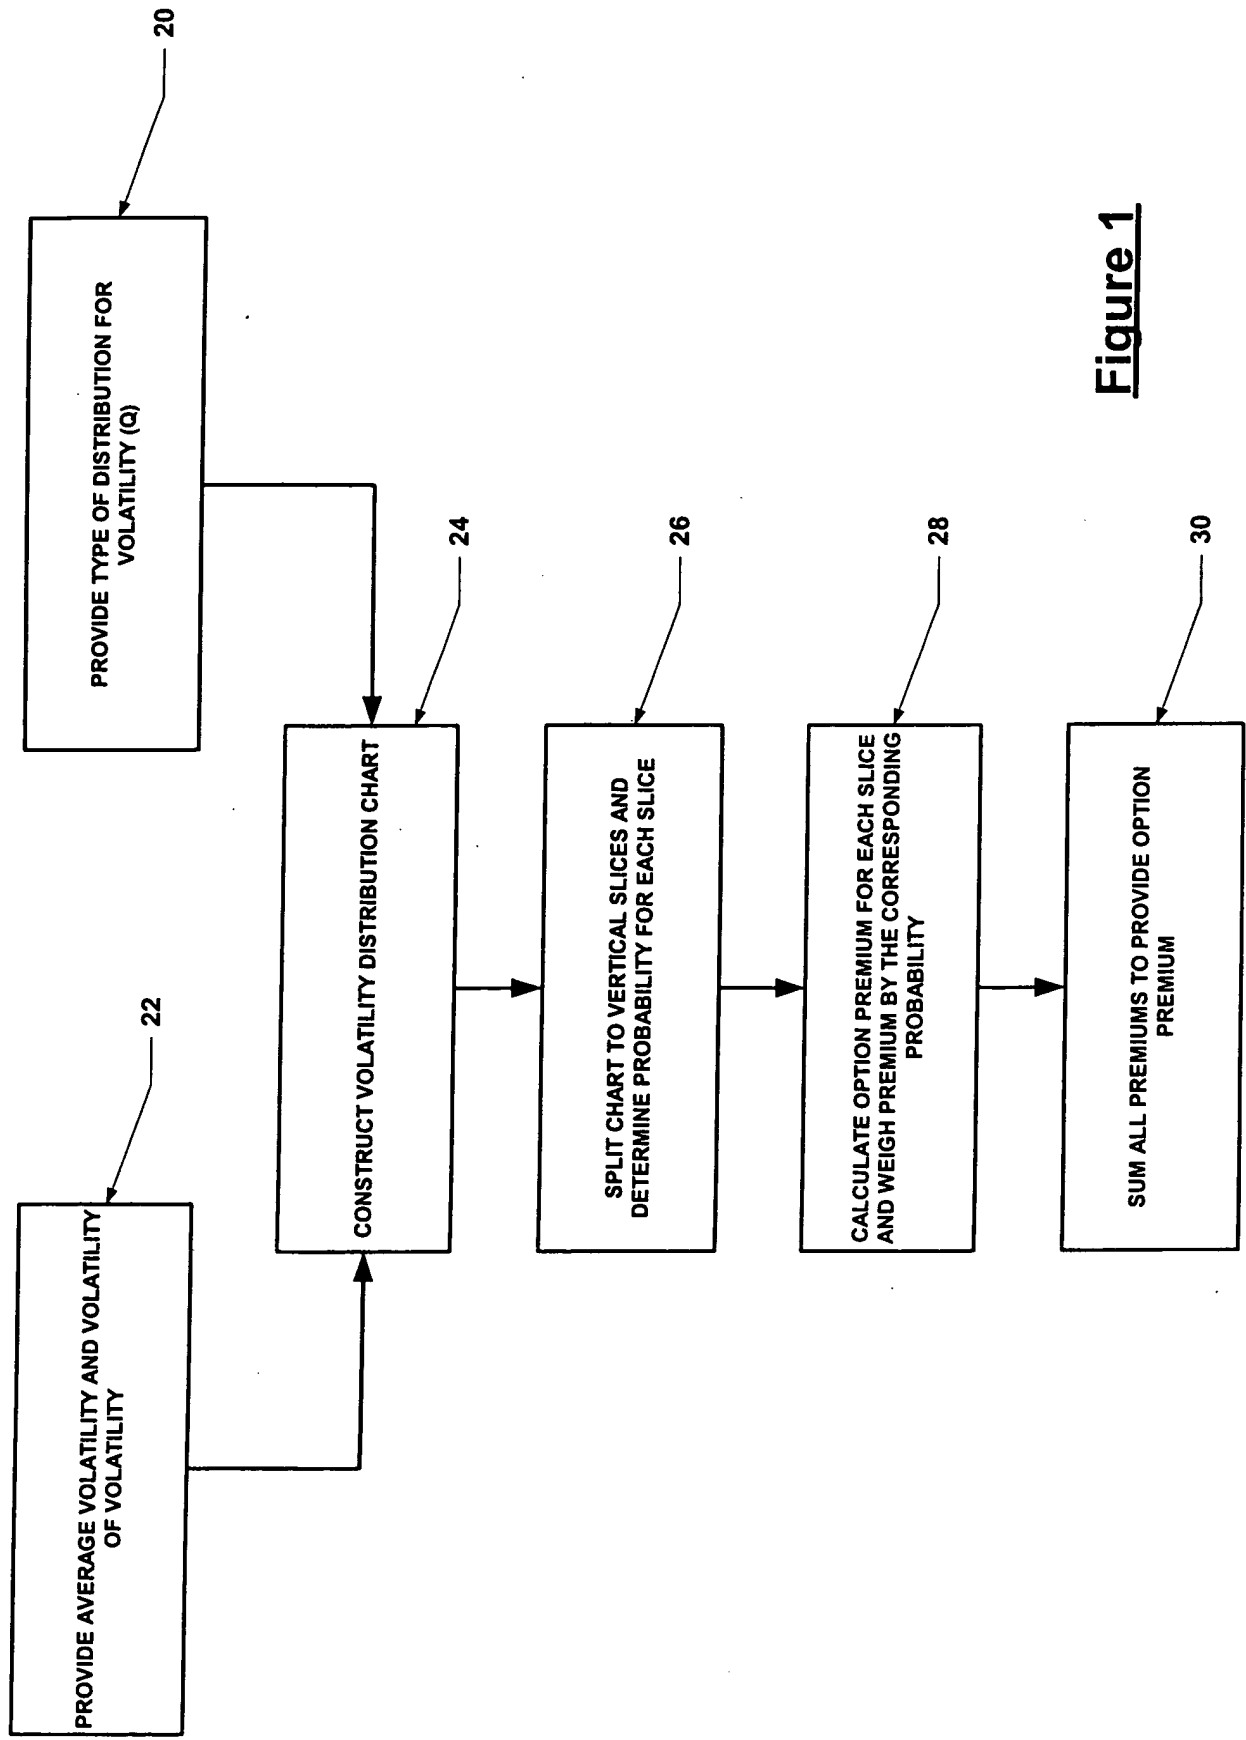 22
PROVIDE AVERAGE VOLATILITY AND VOLATILITY
OF VOLATILITY
20
PROVIDE TYPE OF DISTRIBUTION FOR
VOLATILITY (Q)
24
CONSTRUCT VOLATILITY DISTRIBUTION CHART
26
SPLIT CHART TO VERTICAL SLICES AND
DETERMINE PROBABILITY FOR EACH SLICE
28
CALCULATE OPTION PREMIUM FOR EACH SLICE
AND WEIGH PREMIUM BY THE CORRESPONDING
PROBABILITY
30
SUM ALL PREMIUMS TO PROVIDE OPTION
PREMIUM
Figure 1